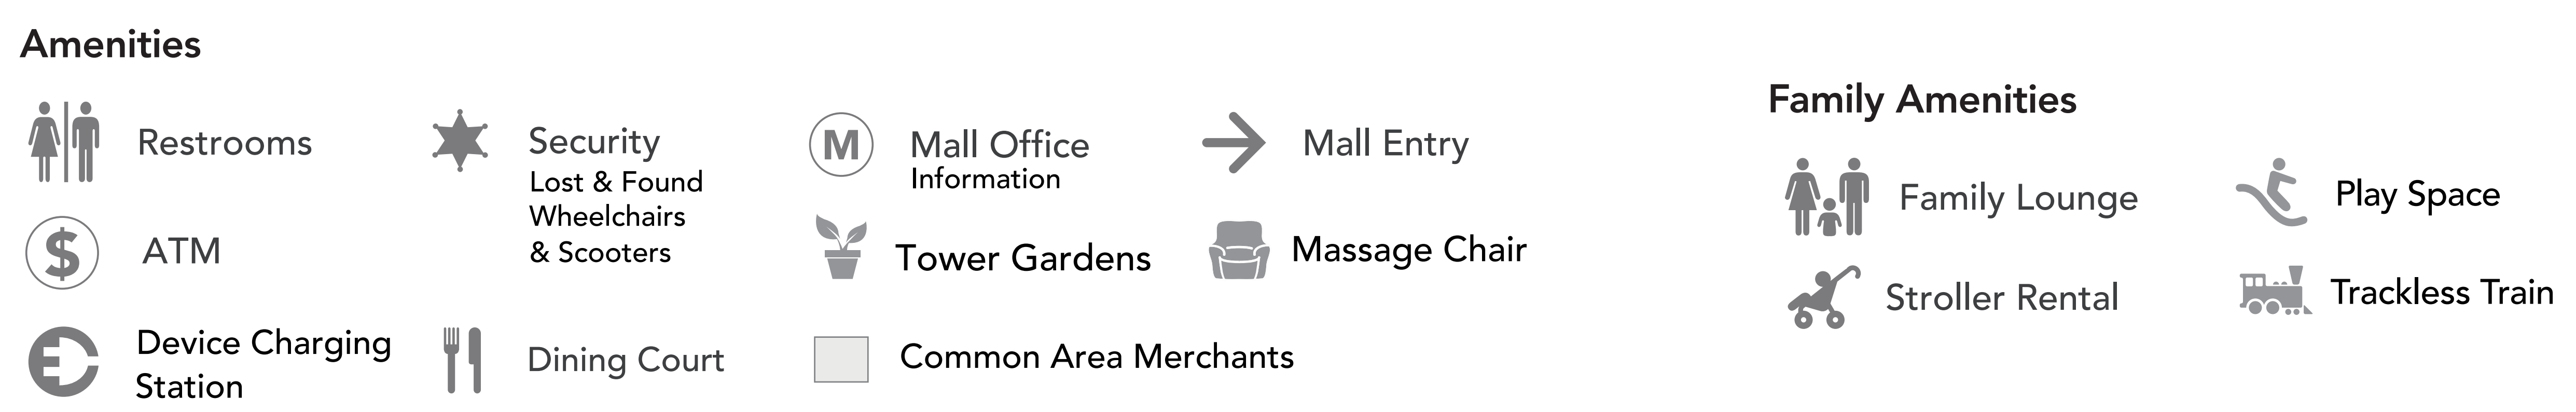 Amenities
Restrooms
Security
Lost & Found
Wheelchairs
& Scooters
M
Mall Office
Information
Mall Entry
$
ATM
Tower Gardens
Massage Chair
Device Charging
Station
Dining Court
Common Area Merchants
Family Amenities
Family Lounge
Play Space
Stroller Rental
Trackless Train